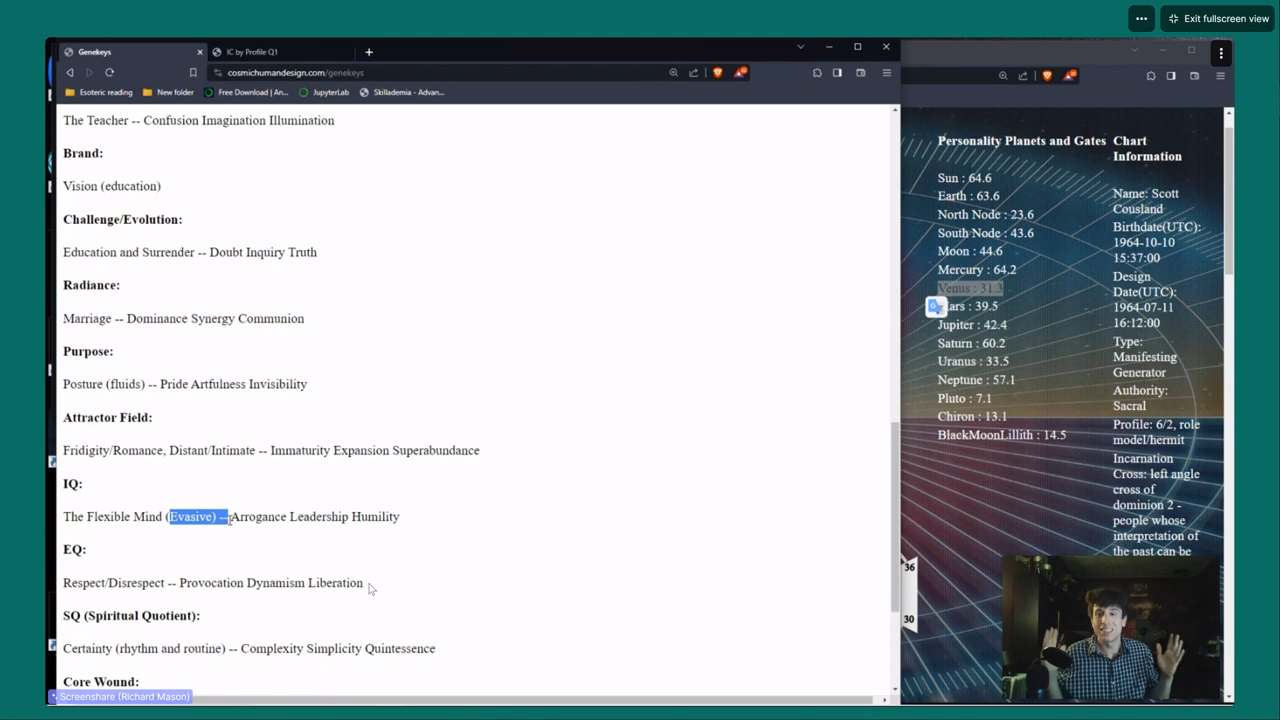 Exit fullscreen view
Genekeys
IC by Profile Q1
cosmichumandesign.com/genekeys
Esoteric reading
New folder
Free Download | An...
JupyterLab
Skillademia - Advan...
The Teacher -- Confusion Imagination Illumination
Brand:
Vision (education)
Challenge/Evolution:
Education and Surrender -- Doubt Inquiry Truth
Radiance:
Marriage -- Dominance Synergy Communion
Purpose:
Posture (fluids) -- Pride Artfulness Invisibility
Attractor Field:
Fridigity/Romance, Distant/Intimate -- Immaturity Expansion Superabundance
IQ:
The Flexible Mind (Evasive) -- Arrogance Leadership Humility
EQ:
Respect/Disrespect -- Provocation Dynamism Liberation
SQ (Spiritual Quotient):
Certainty (rhythm and routine) -- Complexity Simplicity Quintessence
Core Wound:
Screenshare (Richard Mason)
Personality Planets and Gates
Sun : 64.6
Earth : 63.6
North Node : 23.6
South Node : 43.6
Moon : 44.6
Mercury : 64.2
Venus : 31.3
Mars : 39.5
Jupiter : 42.4
Saturn : 60.2
Uranus : 33.5
Neptune : 57.1
Pluto : 7.1
Chiron : 13.1
BlackMoonLillith : 14.5
Chart
Information
Name: Scott
Cousland
Birthdate(UTC):
1964-10-10
15:37:00
Design
Date(UTC):
1964-07-11
16:12:00
Type:
Manifesting
Generator
Authority:
Sacral
Profile: 6/2, role
model/hermit
Incarnation
Cross: left angle
cross of
dominion 2 -
people whose
interpretation of
the past can be
36
30